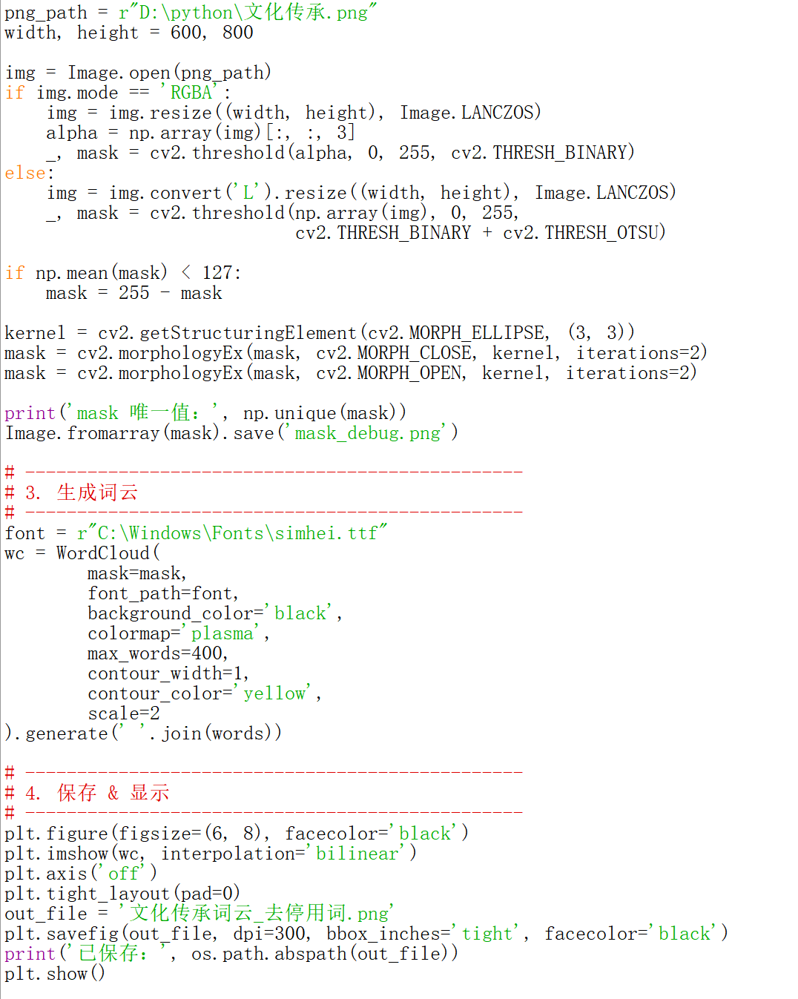 png_path = r"D:\python\文化传承.png"
width, height = 600, 800

img = Image.open(png_path)
if img.mode == 'RGBA':
    img = img.resize((width, height), Image.LANCZOS)
    alpha = np.array(img)[:, :, 3]
    _, mask = cv2.threshold(alpha, 0, 255, cv2.THRESH_BINARY)
else:
    img = img.convert('L').resize((width, height), Image.LANCZOS)
    _, mask = cv2.threshold(np.array(img), 0, 255,
                            cv2.THRESH_BINARY + cv2.THRESH_OTSU)

if np.mean(mask) < 127:
    mask = 255 - mask

kernel = cv2.getStructuringElement(cv2.MORPH_ELLIPSE, (3, 3))
mask = cv2.morphologyEx(mask, cv2.MORPH_CLOSE, kernel, iterations=2)
mask = cv2.morphologyEx(mask, cv2.MORPH_OPEN, kernel, iterations=2)

print('mask 唯一值：', np.unique(mask))
Image.fromarray(mask).save('mask_debug.png')

# ------------------------------------------------
# 3. 生成词云
# ------------------------------------------------
font = r"C:\Windows\Fonts\simhei.ttf"
wc = WordCloud(
        mask=mask,
        font_path=font,
        background_color='black',
        colormap='plasma',
        max_words=400,
        contour_width=1,
        contour_color='yellow',
        scale=2
).generate(' '.join(words))

# ------------------------------------------------
# 4. 保存 & 显示
# ------------------------------------------------
plt.figure(figsize=(6, 8), facecolor='black')
plt.imshow(wc, interpolation='bilinear')
plt.axis('off')
plt.tight_layout(pad=0)
out_file = '文化传承词云_去停用词.png'
plt.savefig(out_file, dpi=300, bbox_inches='tight', facecolor='black')
print('已保存：', os.path.abspath(out_file))
plt.show()